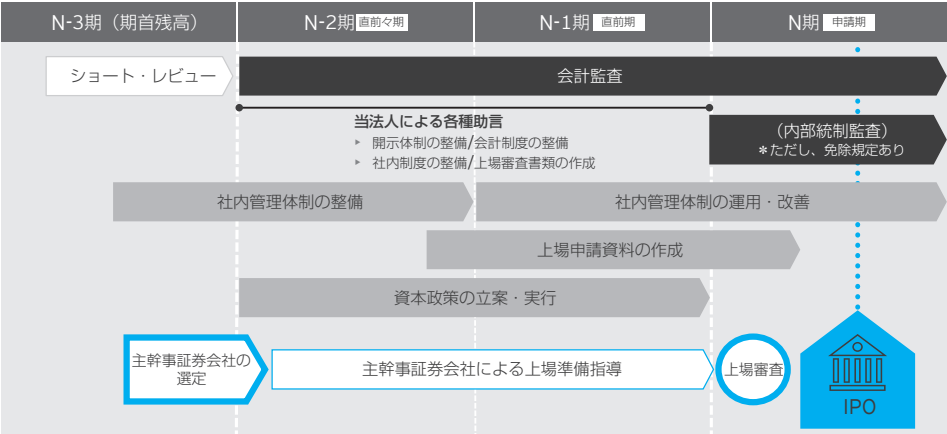 N-3期（期首残高）
N-2期 直前々期
N-1期 直前期
N期 申請期
ショート・レビュー
会計監査
当法人による各種助言
▸ 開示体制の整備/会計制度の整備
▸ 社内制度の整備/上場審査書類の作成
（内部統制監査）
＊ただし、免除規定あり
社内管理体制の整備
社内管理体制の運用・改善
上場申請資料の作成
資本政策の立案・実行
主幹事証券会社の
選定
主幹事証券会社による上場準備指導
上場審査
IPO